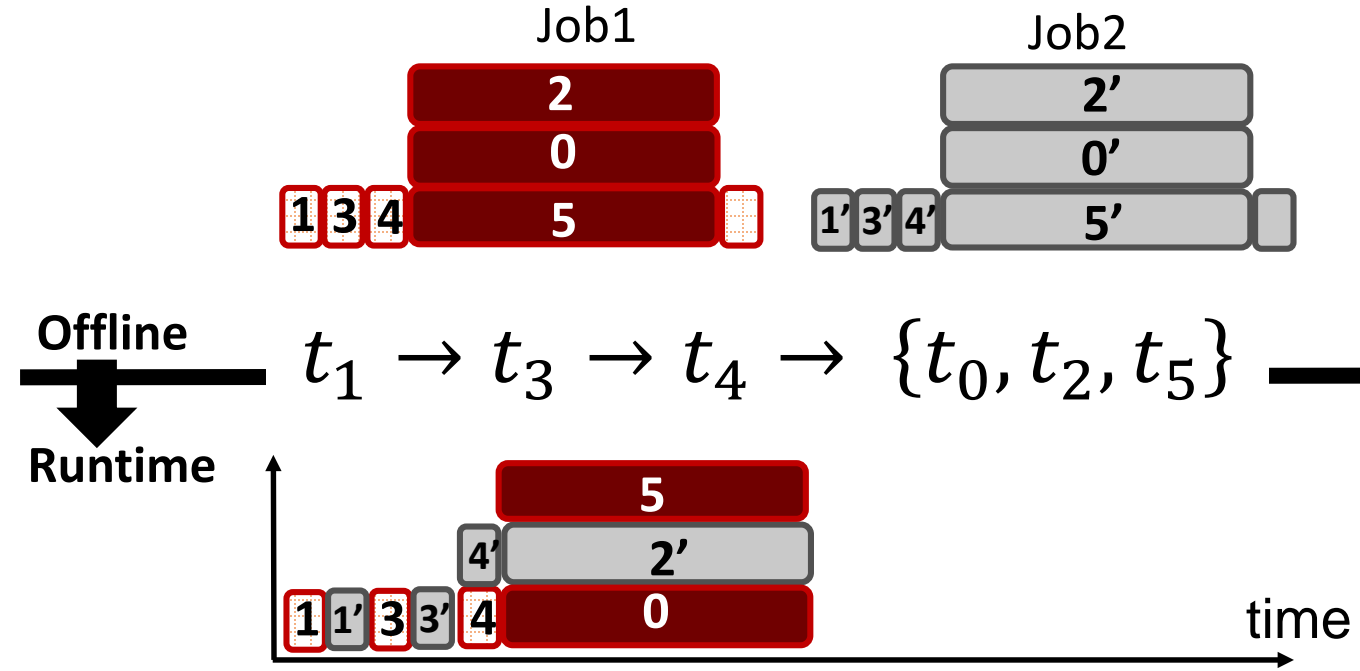 Job1 Job2
2 2’
0 0’
1 3 4 5 1’ 3’ 4’ 5’
Offline t₁ → t₃ → t₄ → {t₀, t₂, t₅}
Runtime
5
4’ 2’
1 1’ 3 3’ 4 0
time